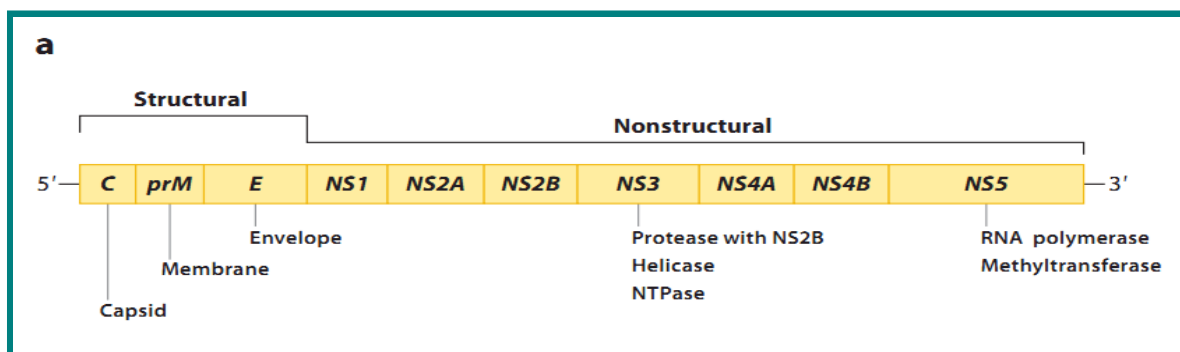 a
Structural
Nonstructural
5′ C prM E NS1 NS2A NS2B NS3 NS4A NS4B NS5 3′
Envelope Protease with NS2B RNA polymerase
Membrane Helicase Methyltransferase
NTPase
Capsid